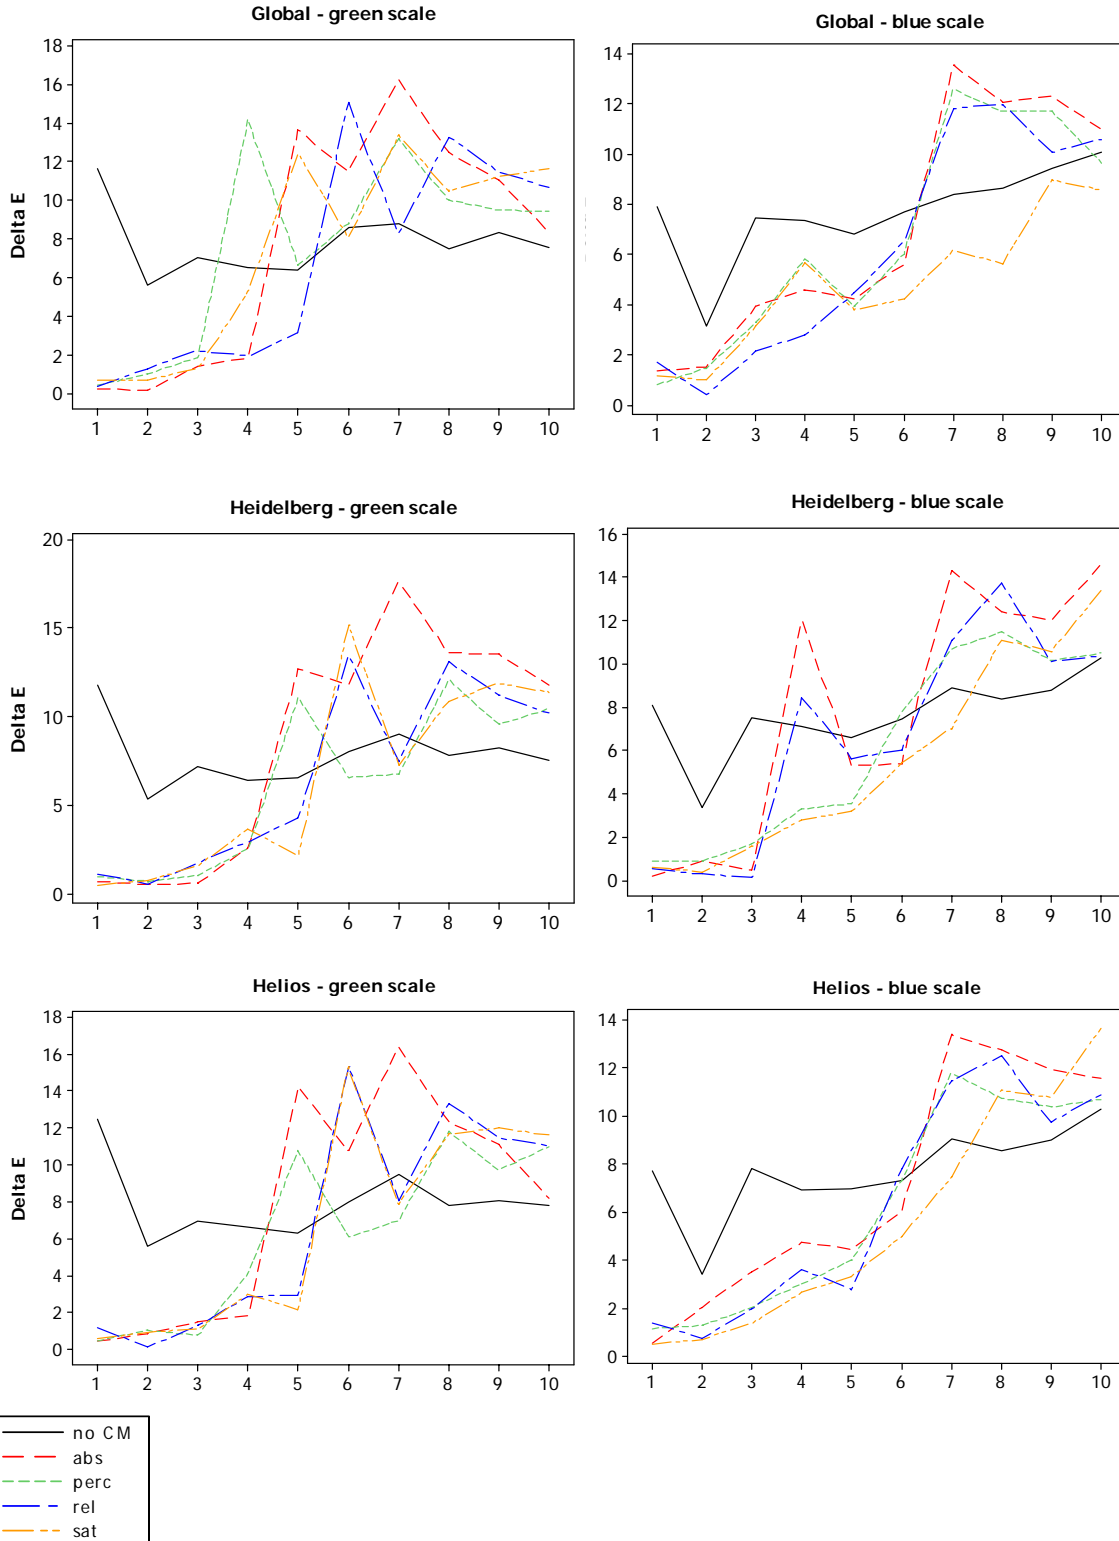 Global - green scale
18
16
14
12
10
8
6
4
2
0
Delta E
1 2 3 4 5 6 7 8 9 10
Global - blue scale
14
12
10
8
6
4
2
0
1 2 3 4 5 6 7 8 9 10
Heidelberg - green scale
20
15
10
5
0
Delta E
1 2 3 4 5 6 7 8 9 10
Heidelberg - blue scale
16
14
12
10
8
6
4
2
0
1 2 3 4 5 6 7 8 9 10
Helios - green scale
18
16
14
12
10
8
6
4
2
0
Delta E
1 2 3 4 5 6 7 8 9 10
Helios - blue scale
14
12
10
8
6
4
2
0
1 2 3 4 5 6 7 8 9 10
no CM
abs
perc
rel
sat